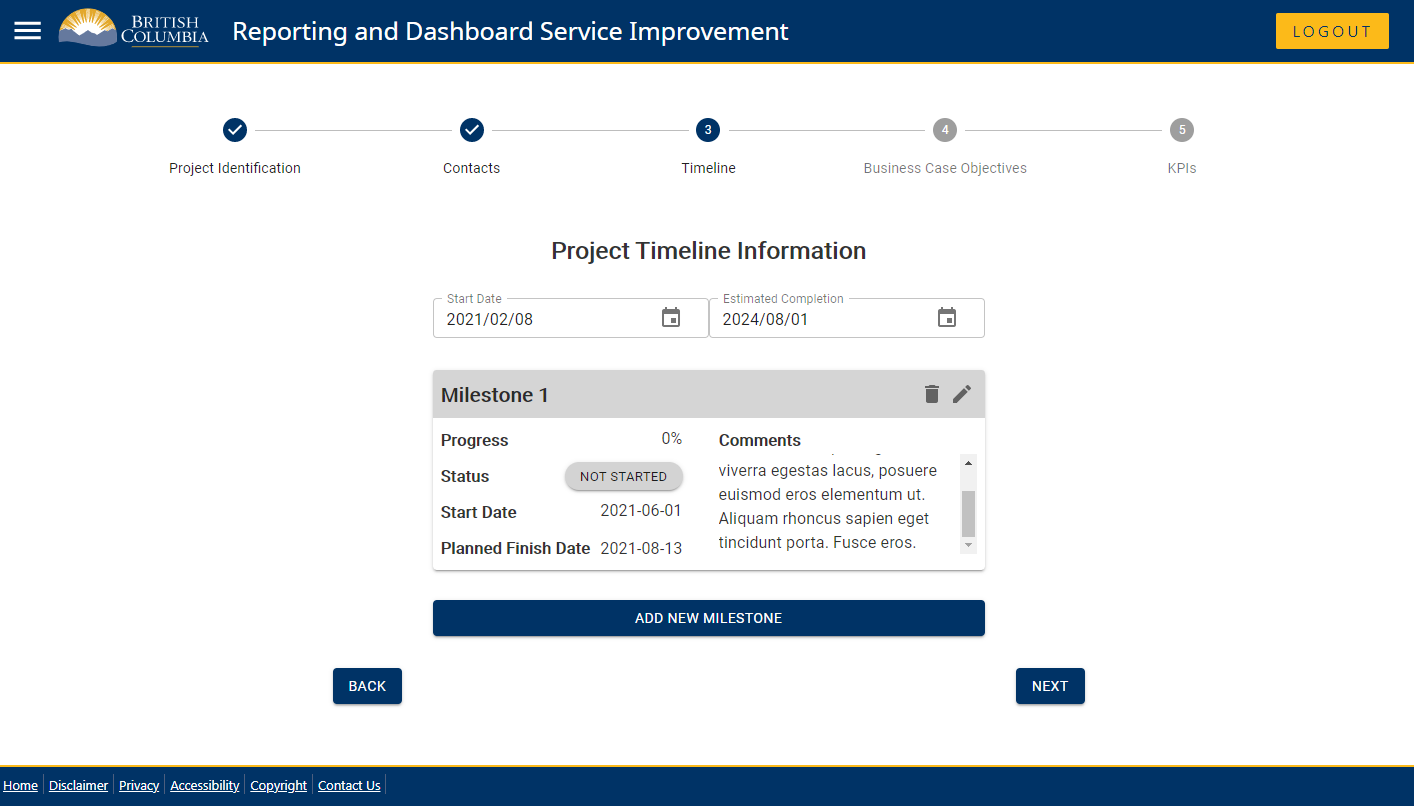 BRITISH
COLUMBIA
Reporting and Dashboard Service Improvement
LOGOUT
3
4
5
Project Identification
Contacts
Timeline
Business Case Objectives
KPIs
Project Timeline Information
Start Date
Estimated Completion
2021/02/08
2024/08/01
Milestone 1
Progress 0%
Status NOT STARTED
Start Date 2021-06-01
Planned Finish Date 2021-08-13
Comments
viverra egestas lacus, posuere
euismod eros elementum ut.
Aliquam rhoncus sapien eget
tincidunt porta. Fusce eros.
ADD NEW MILESTONE
BACK
NEXT
Home Disclaimer Privacy Accessibility Copyright Contact Us